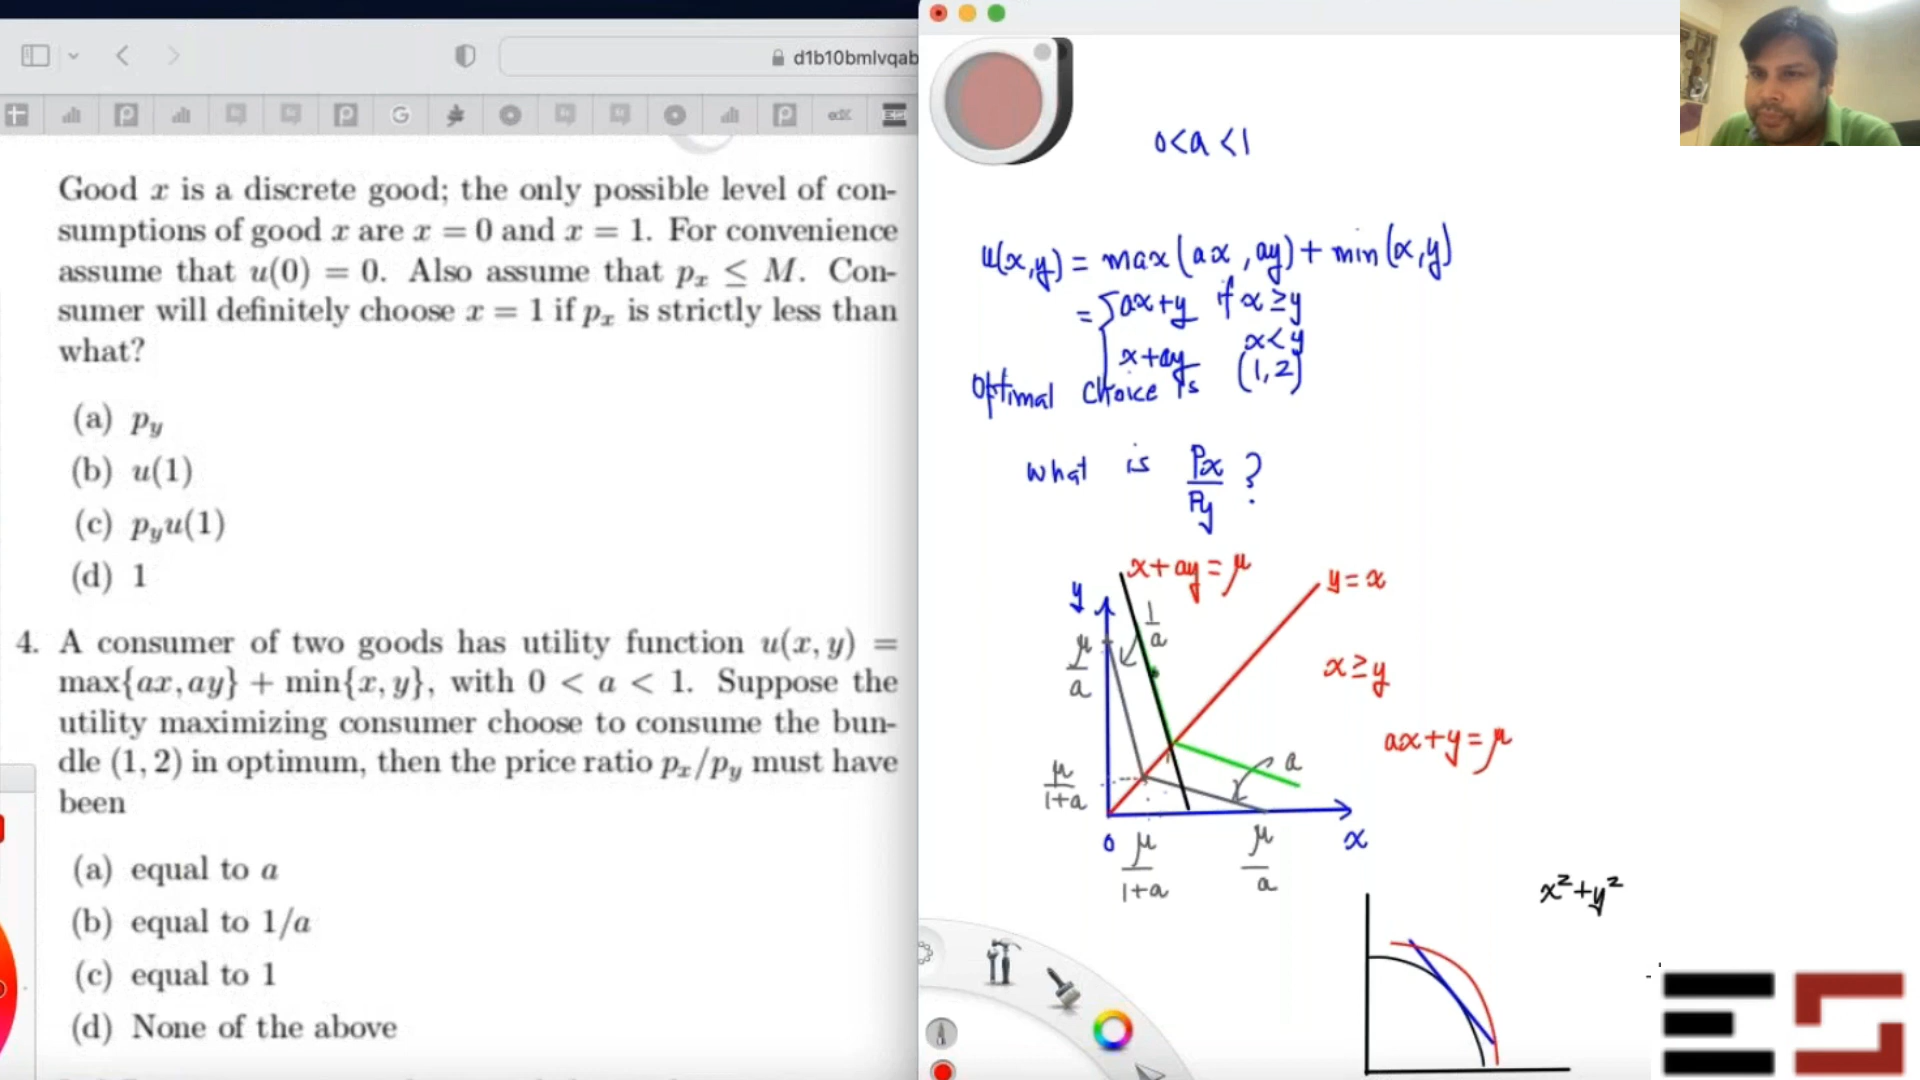 d1b10bmlvqab
Good x is a discrete good; the only possible level of con-
sumptions of good x are x = 0 and x = 1. For convenience
assume that u(0) = 0. Also assume that pₓ ≤ M. Con-
sumer will definitely choose x = 1 if pₓ is strictly less than
what?
(a) p_y
(b) u(1)
(c) p_yu(1)
(d) 1
4. A consumer of two goods has utility function u(x, y) =
max{ax, ay} + min{x, y}, with 0 < a < 1. Suppose the
utility maximizing consumer choose to consume the bun-
dle (1, 2) in optimum, then the price ratio pₓ/p_y must have
been
(a) equal to a
(b) equal to 1/a
(c) equal to 1
(d) None of the above
0<a<1
u(x,y) = max(ax, ay) + min(x,y)
= { ax+y if x ≥ y
x+ay x<y
Optimal choice is (1,2)
what is Px/Py ?
x+ay = μ
y = x
y
1/a
μ/a
x ≥ y
ax+y = μ
a
μ/1+a
0
μ/1+a
μ/a
x
x²+y²
ES